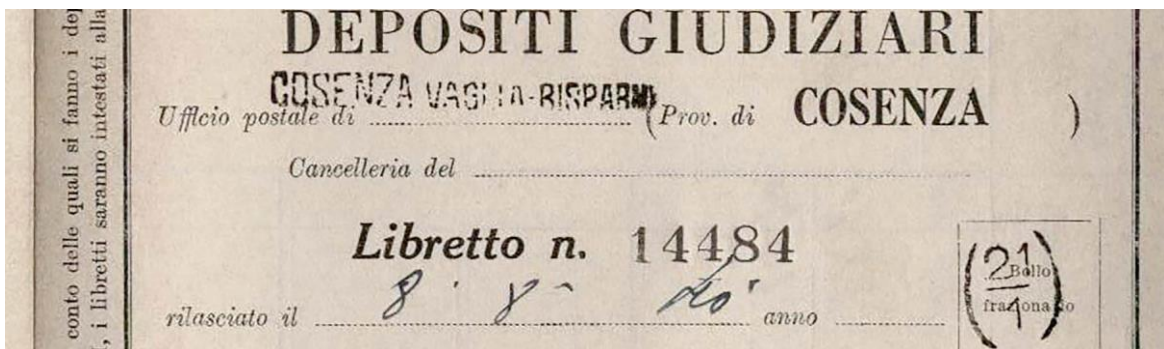 DEPOSITI GIUDIZIARI
COSENZA VAGLIA-RISPARMI
Ufficio postale di (Prov. di COSENZA )
Cancelleria del
Libretto n. 14484
rilasciato il 8 8 anno
21
1
Bollo
frazionario
conto delle quali si fanno i dep
, i libretti saranno intestati alla